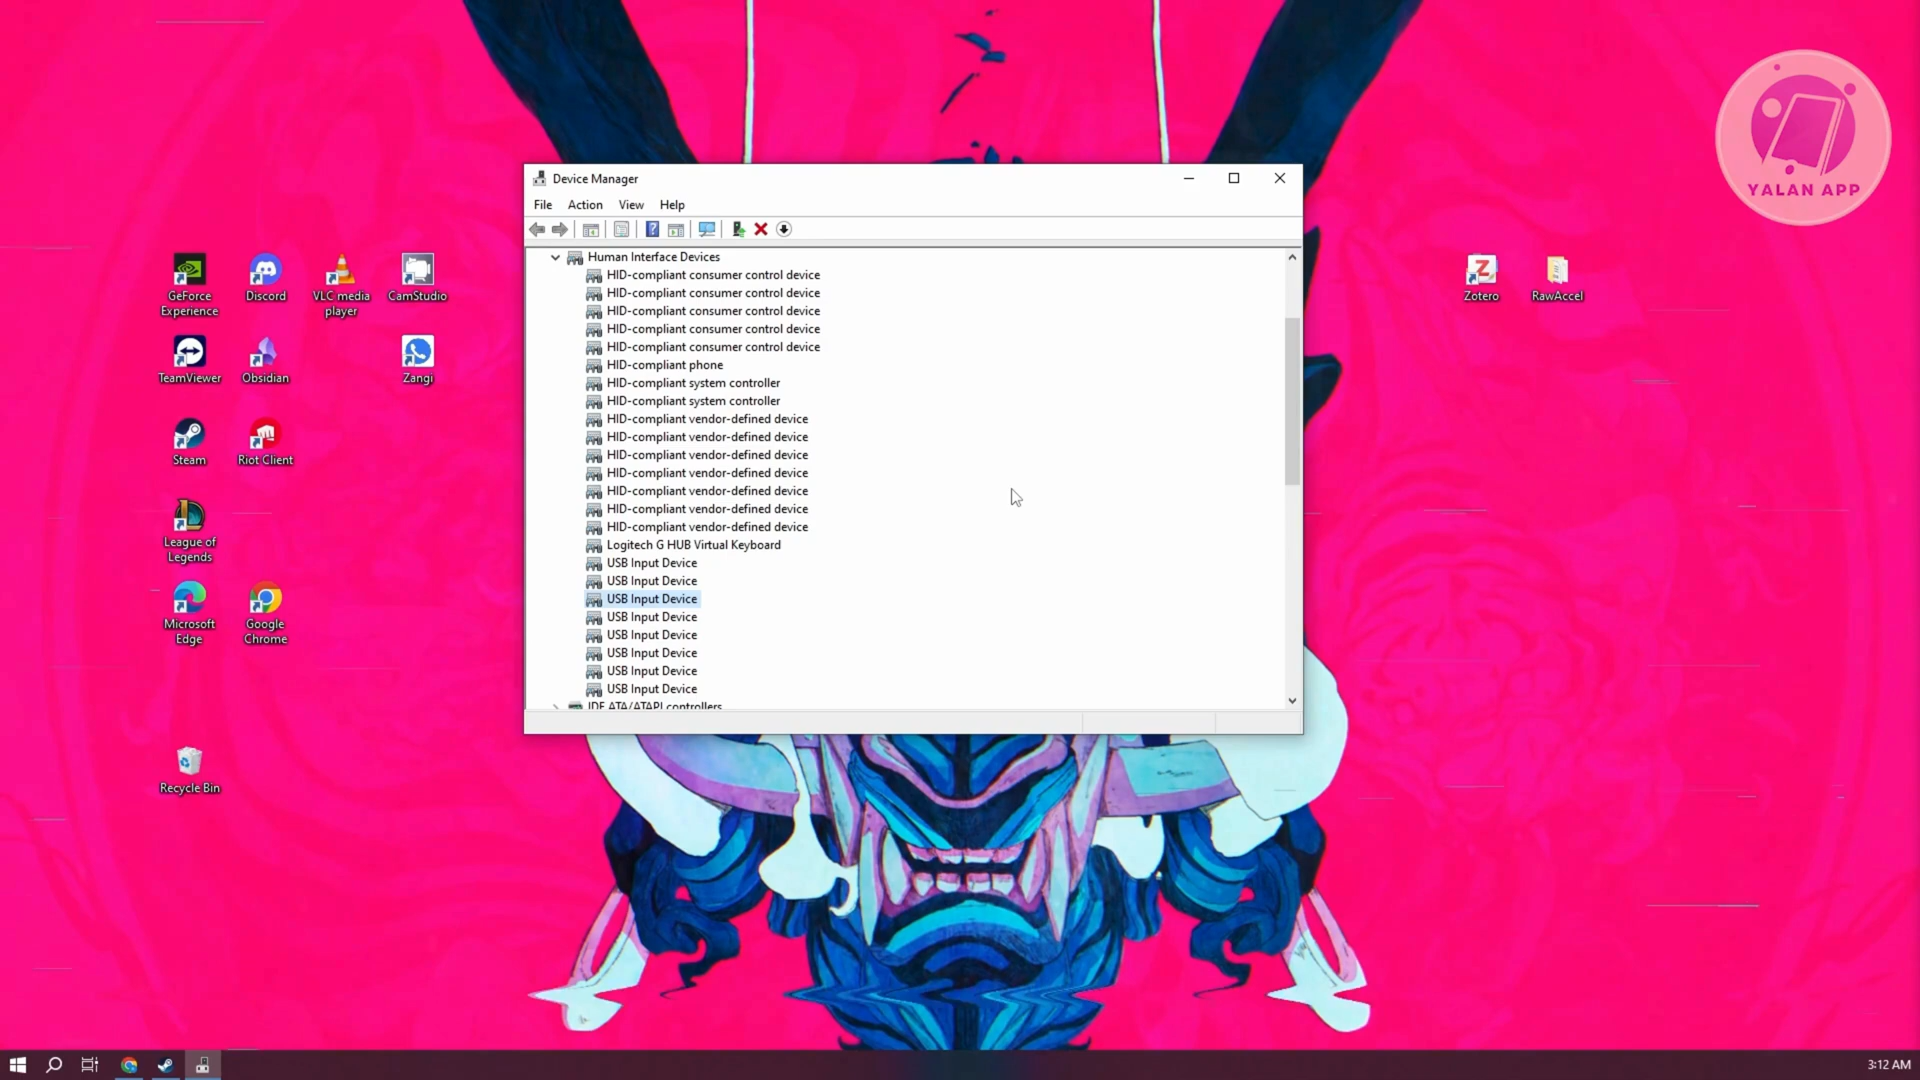 YALAN APP
Device Manager
File Action View Help
Human Interface Devices
HID-compliant consumer control device
HID-compliant consumer control device
HID-compliant consumer control device
HID-compliant consumer control device
HID-compliant consumer control device
HID-compliant phone
HID-compliant system controller
HID-compliant system controller
HID-compliant vendor-defined device
HID-compliant vendor-defined device
HID-compliant vendor-defined device
HID-compliant vendor-defined device
HID-compliant vendor-defined device
HID-compliant vendor-defined device
HID-compliant vendor-defined device
Logitech G HUB Virtual Keyboard
USB Input Device
USB Input Device
USB Input Device
USB Input Device
USB Input Device
USB Input Device
USB Input Device
USB Input Device
IDE ATA/ATAPI controllers
GeForce
Experience
Discord
VLC media
player
CamStudio
TeamViewer
Obsidian
Zangi
Steam
Riot Client
League of
Legends
Microsoft
Edge
Google
Chrome
Recycle Bin
Zotero
RawAccel
3:12 AM